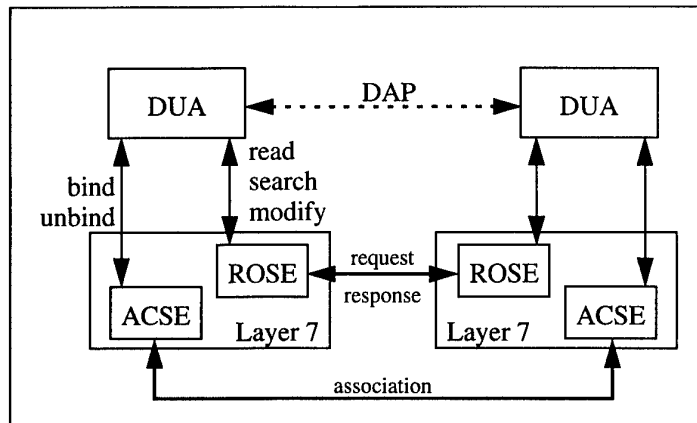 DUA
DAP
DUA
read
search
modify
bind
unbind
ROSE
request
response
ROSE
ACSE
Layer 7
Layer 7
ACSE
association